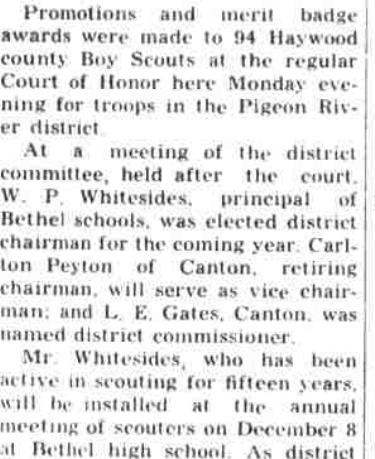 Promotions and merit badge
awards were made to 94 Haywood
county Boy Scouts at the regular
Court of Honor here Monday eve-
ning for troops in the Pigeon Riv-
er district.
At a meeting of the district
committee, held after the court,
W. P. Whitesides, principal of
Bethel schools, was elected district
chairman for the coming year. Carl-
ton Peyton of Canton, retiring
chairman, will serve as vice chair-
man; and L. E. Gates, Canton, was
named district commissioner.
Mr. Whitesides, who has been
active in scouting for fifteen years,
will be installed at the annual
meeting of scouters on December 8
at Bethel high school. As district